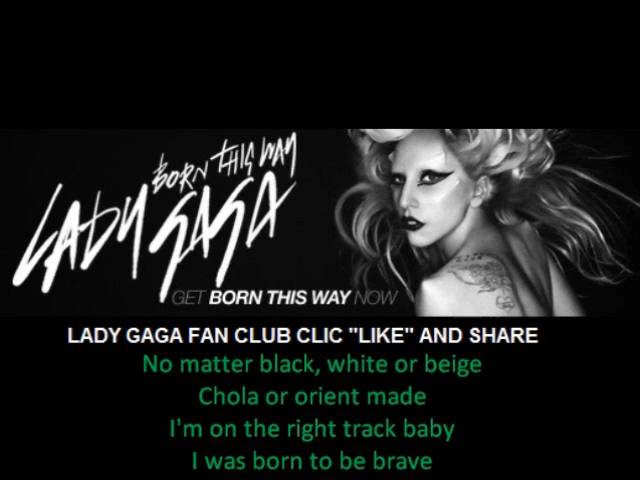 BORN THIS WAY
LADY GAGA
GET BORN THIS WAY NOW
LADY GAGA FAN CLUB CLIC "LIKE" AND SHARE
No matter black, white or beige
Chola or orient made
I'm on the right track baby
I was born to be brave